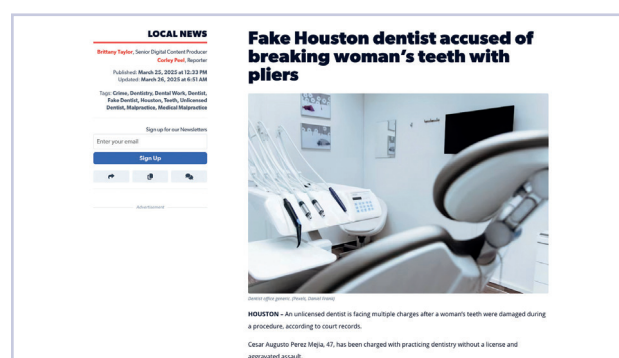 LOCAL NEWS
Brittany Taylor, Senior Digital Content Producer
Corley Peel, Reporter
Published: March 25, 2025 at 12:33 PM
Updated: March 26, 2025 at 6:51 AM
Tags: Crime, Dentistry, Dental Work, Dentist,
Fake Dentist, Houston, Teeth, Unlicensed
Dentist, Malpractice, Medical Malpractice
Sign up for our Newsletters
Enter your email
Sign Up
Advertisement
Fake Houston dentist accused of
breaking woman's teeth with
pliers
Dentist office generic. (Pexels, Daniel Frank)
HOUSTON – An unlicensed dentist is facing multiple charges after a woman's teeth were damaged during
a procedure, according to court records.
Cesar Augusto Perez Mejia, 47, has been charged with practicing dentistry without a license and
aggravated assault.